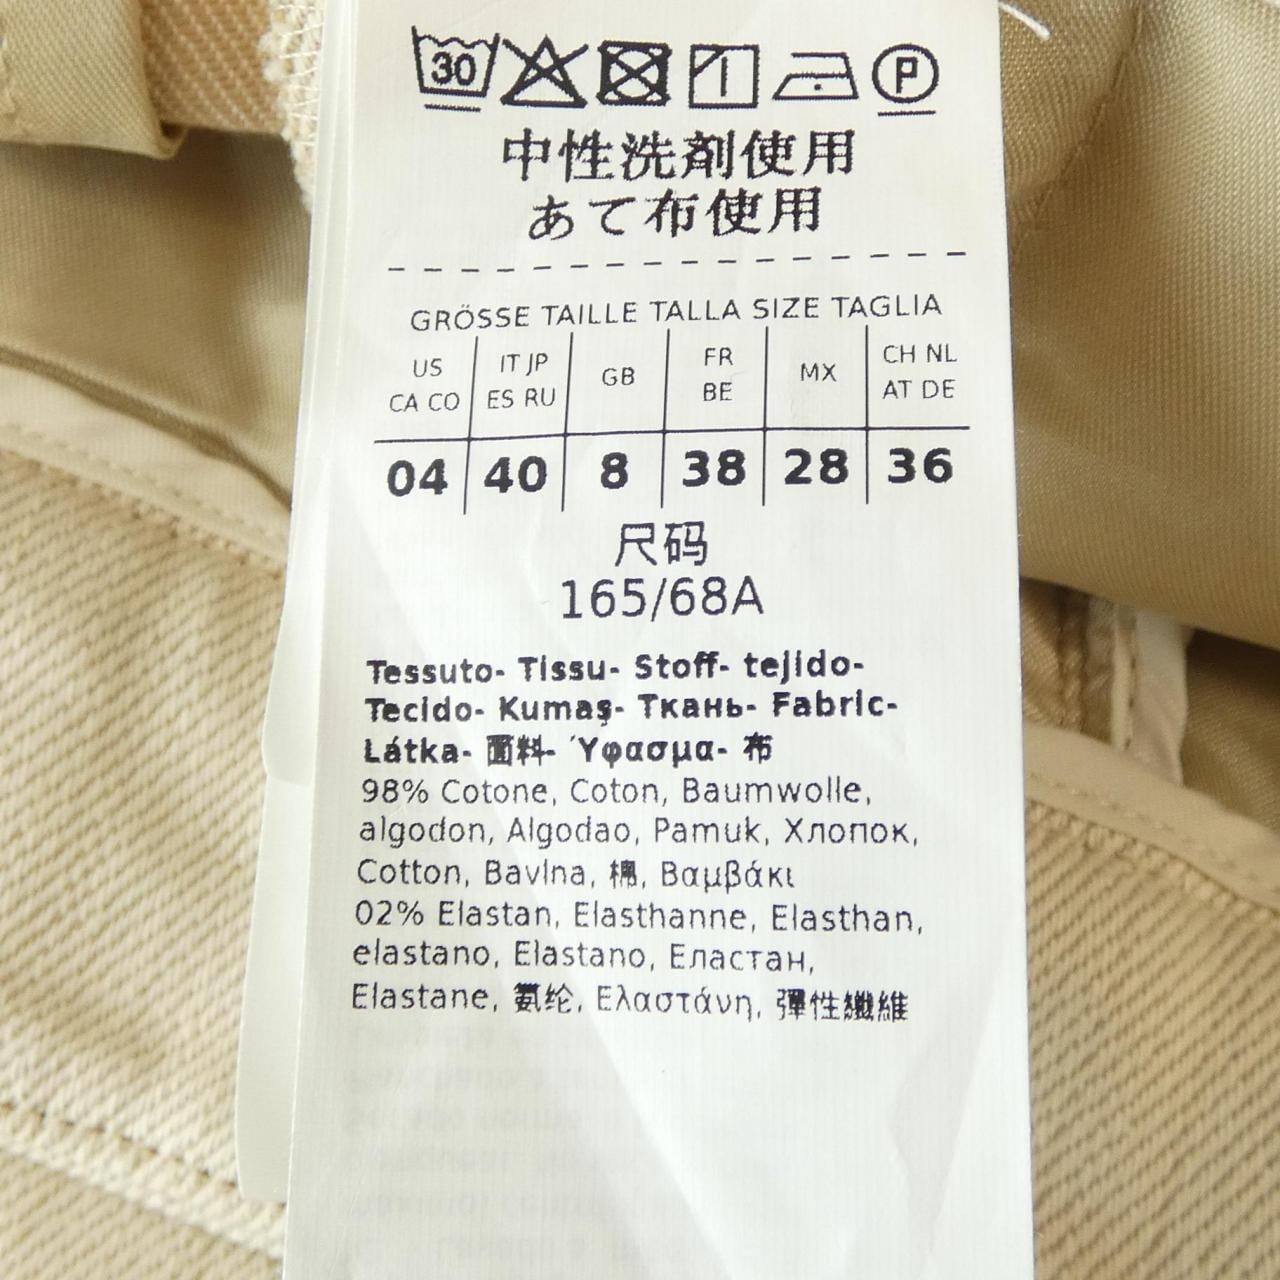 30 P
中性洗剤使用
あて布使用
GRÖSSE TAILLE TALLA SIZE TAGLIA
US CA CO | IT JP ES RU | GB | FR BE | MX | CH NL AT DE
04 40 8 38 28 36
尺码
165/68A
Tessuto- Tissu- Stoff- tejido-
Tecido- Kumaş- Ткань- Fabric-
Látka- 面料- Ύφασμα- 布
98% Cotone, Coton, Baumwolle,
algodon, Algodao, Pamuk, Хлопок,
Cotton, Bavlna, 棉, Βαμβάκι
02% Elastan, Elasthanne, Elasthan,
elastano, Elastano, Еластан,
Elastane, 氨纶, Ελαστάνη, 彈性纖維